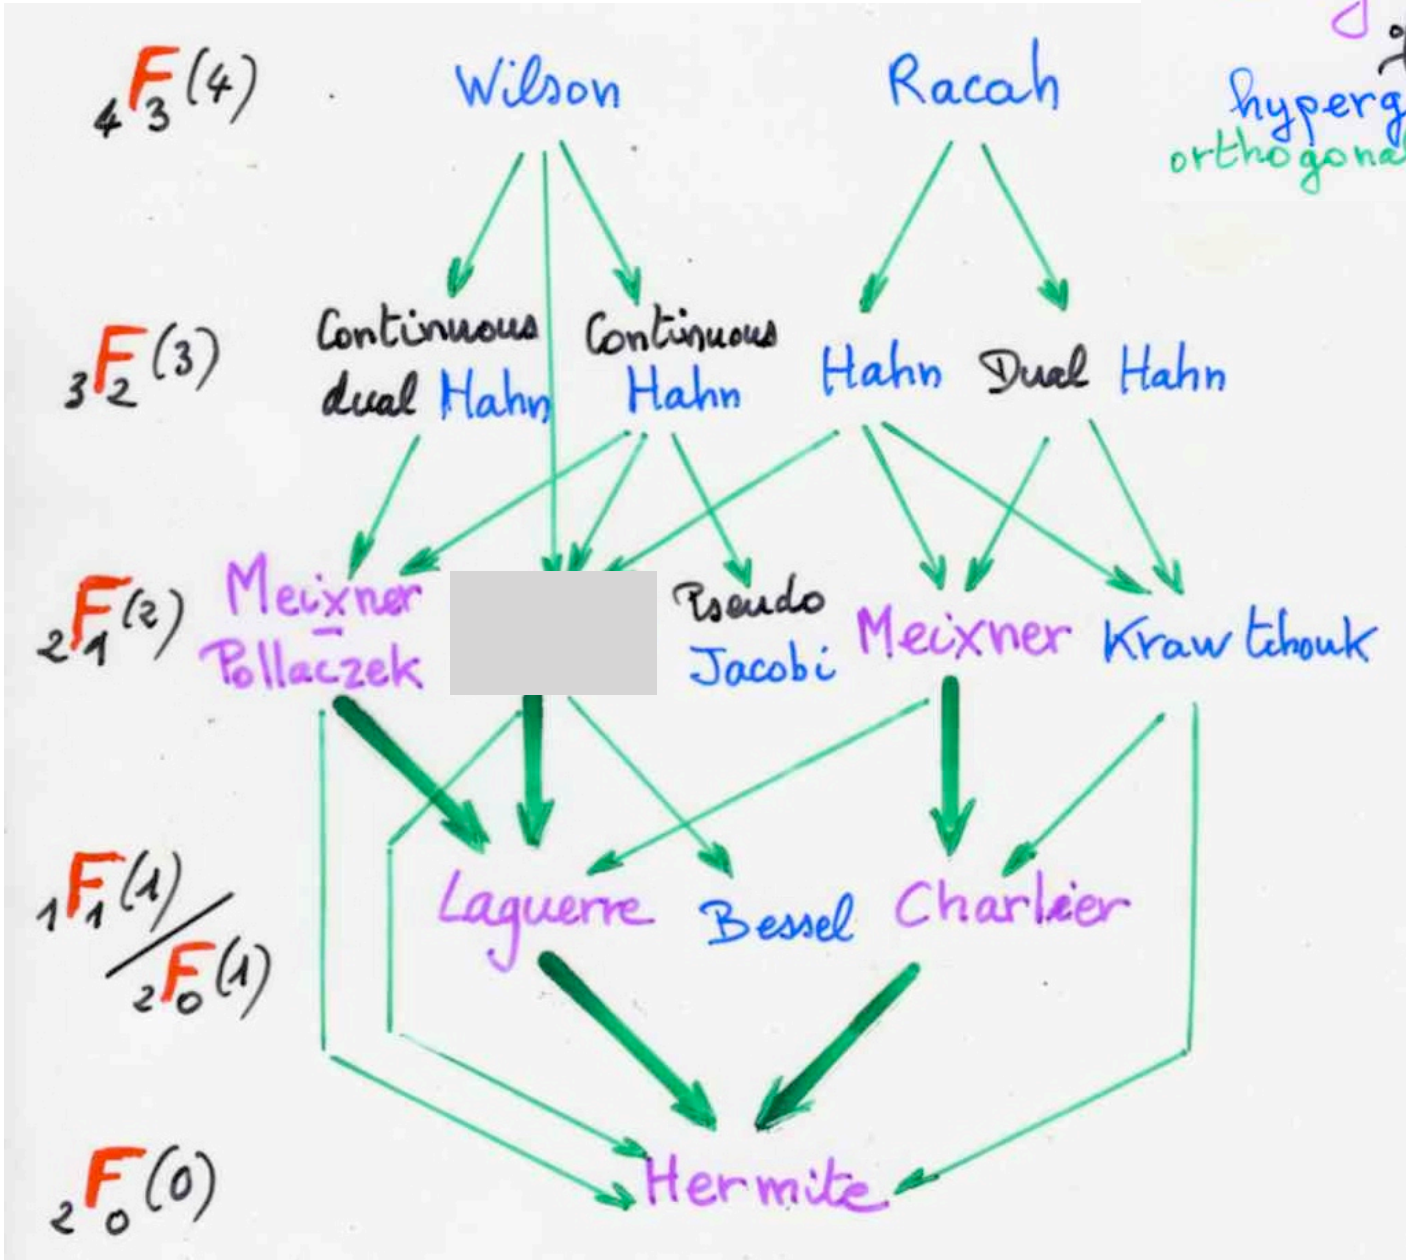 4F3(4) Wilson Racah
hyperg
orthogona
3F2(3) Continuous dual Hahn Continuous Hahn Hahn Dual Hahn
2F1(2) Meixner - Pollaczek Pseudo Jacobi Meixner Krawtchouk
1F1(1) / 2F0(1) Laguerre Bessel Charlier
2F0(0) Hermite